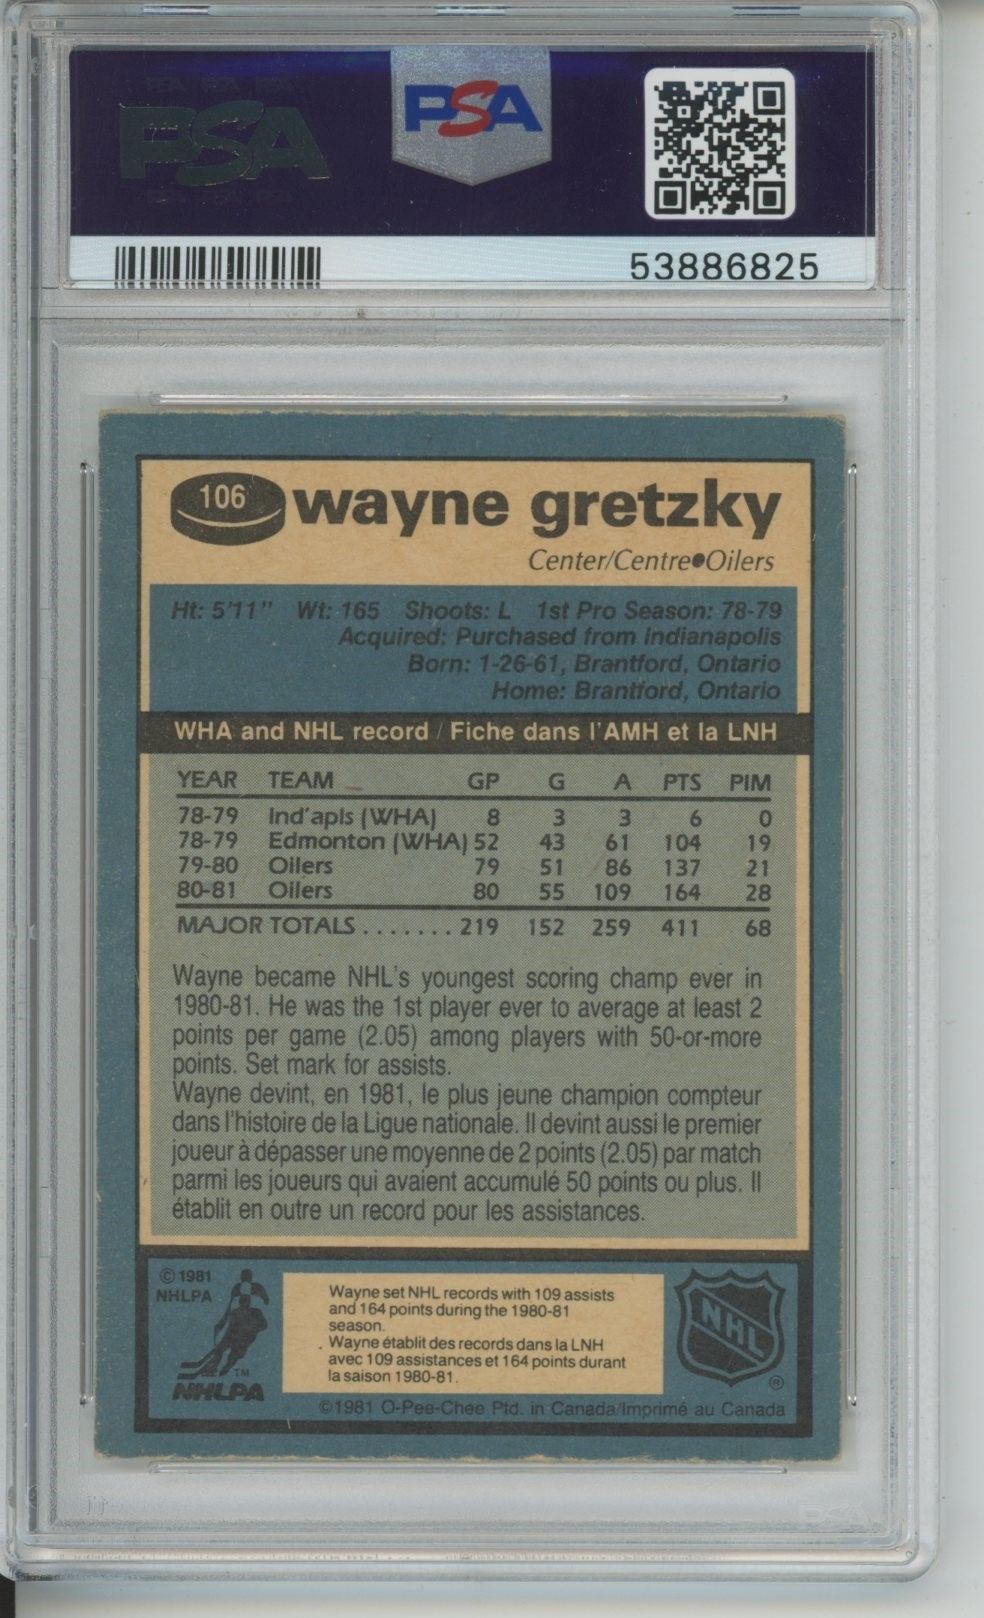 PSA PSA PSA
PSA
PSA
53886825
106 wayne gretzky
Center/Centre●Oilers
Ht: 5'11" Wt: 165 Shoots: L 1st Pro Season: 78-79
Acquired: Purchased from Indianapolis
Born: 1-26-61, Brantford, Ontario
Home: Brantford, Ontario
WHA and NHL record / Fiche dans l'AMH et la LNH
YEAR TEAM GP G A PTS PIM
78-79 Ind'apls (WHA) 8 3 3 6 0
78-79 Edmonton (WHA) 52 43 61 104 19
79-80 Oilers 79 51 86 137 21
80-81 Oilers 80 55 109 164 28
MAJOR TOTALS ....... 219 152 259 411 68
Wayne became NHL's youngest scoring champ ever in
1980-81. He was the 1st player ever to average at least 2
points per game (2.05) among players with 50-or-more
points. Set mark for assists.
Wayne devint, en 1981, le plus jeune champion compteur
dans l'histoire de la Ligue nationale. Il devint aussi le premier
joueur à dépasser une moyenne de 2 points (2.05) par match
parmi les joueurs qui avaient accumulé 50 points ou plus. Il
établit en outre un record pour les assistances.
© 1981
NHLPA
TM
NHLPA
Wayne set NHL records with 109 assists
and 164 points during the 1980-81
season.
Wayne établit des records dans la LNH
avec 109 assistances et 164 points durant
la saison 1980-81.
NHL
®
©1981 O-Pee-Chee Ptd. in Canada/Imprimé au Canada
PSA